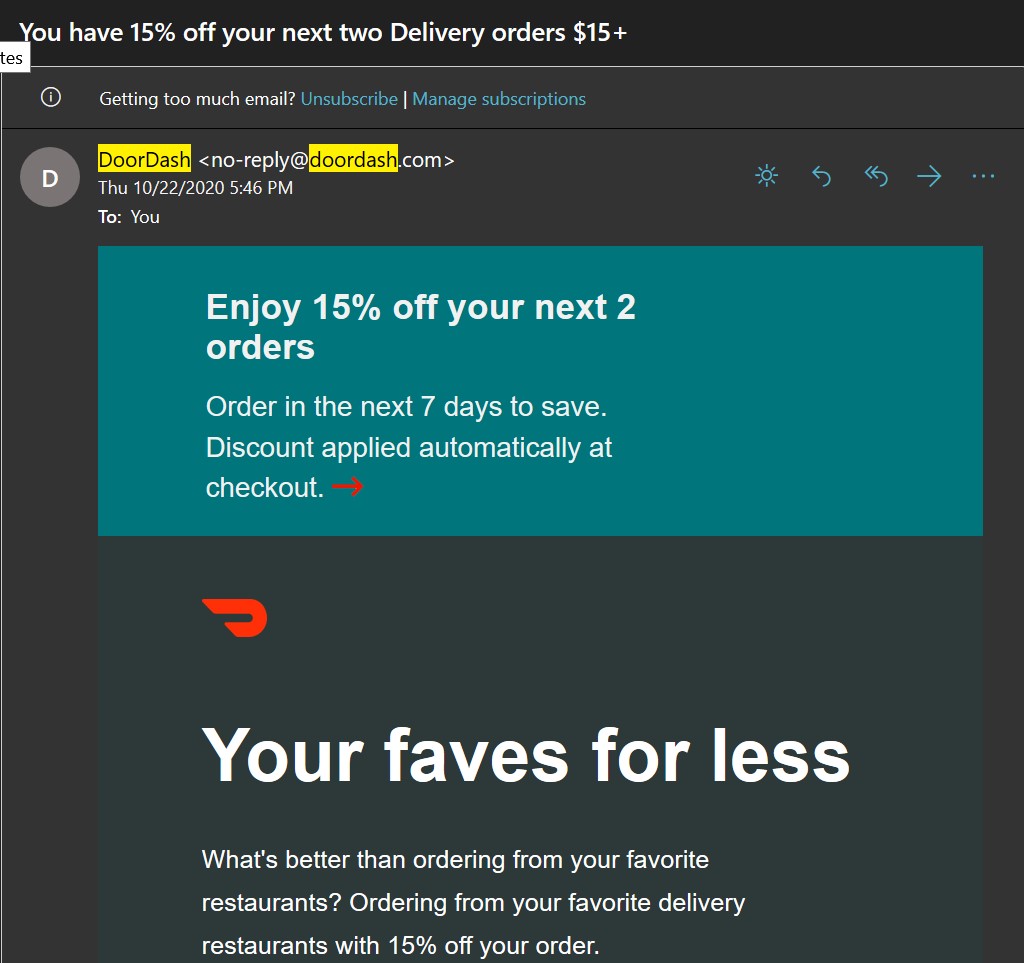 You have 15% off your next two Delivery orders $15+
tes
Getting too much email? Unsubscribe | Manage subscriptions
D
DoorDash <no-reply@doordash.com>
Thu 10/22/2020 5:46 PM
To: You
Enjoy 15% off your next 2
orders
Order in the next 7 days to save.
Discount applied automatically at
checkout. →
Your faves for less
What's better than ordering from your favorite
restaurants? Ordering from your favorite delivery
restaurants with 15% off your order.